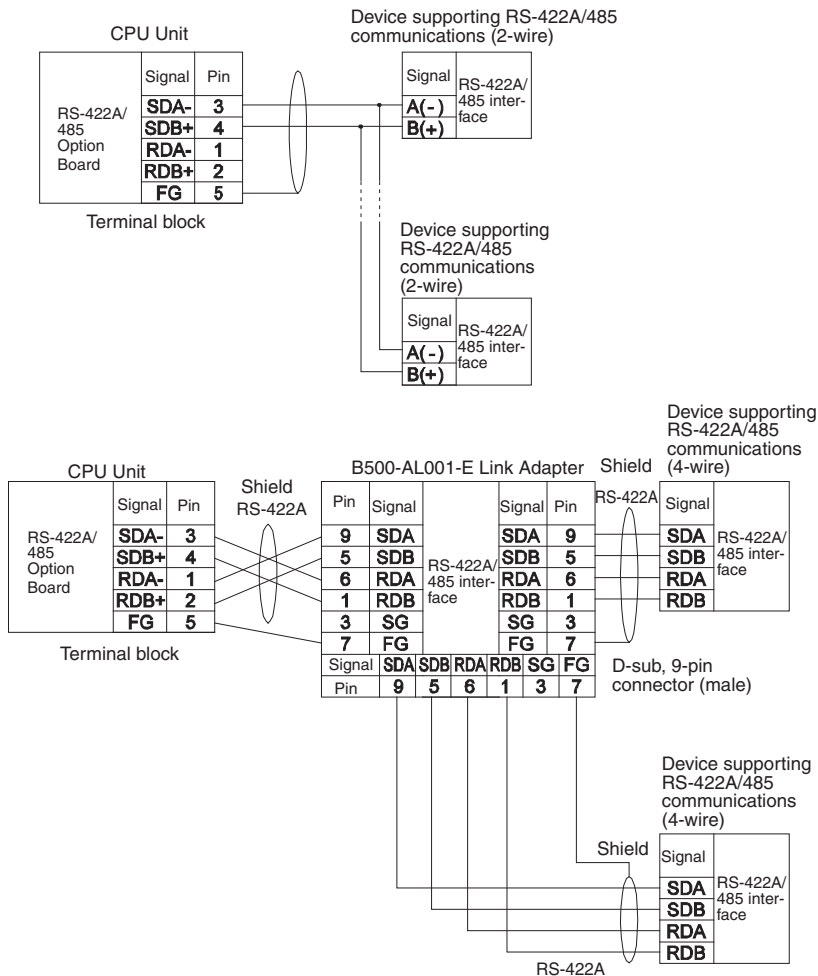 Device supporting RS-422A/485
communications (2-wire)
CPU Unit
RS-422A/
485
Option
Board
Signal Pin
SDA- 3
SDB+ 4
RDA- 1
RDB+ 2
FG 5
Terminal block
Signal
A(-)
B(+)
RS-422A/
485 inter-
face
Device supporting
RS-422A/485
communications
(2-wire)
Signal
A(-)
B(+)
RS-422A/
485 inter-
face
CPU Unit
RS-422A/
485
Option
Board
Signal Pin
SDA- 3
SDB+ 4
RDA- 1
RDB+ 2
FG 5
Terminal block
Shield
RS-422A
B500-AL001-E Link Adapter
Pin Signal
9 SDA
5 SDB
6 RDA
1 RDB
3 SG
7 FG
RS-422A/
485 inter-
face
Signal Pin
SDA 9
SDB 5
RDA 6
RDB 1
SG 3
FG 7
Signal SDA SDB RDA RDB SG FG
Pin 9 5 6 1 3 7
Shield
RS-422A
Device supporting
RS-422A/485
communications
(4-wire)
Signal
SDA
SDB
RDA
RDB
RS-422A/
485 inter-
face
D-sub, 9-pin
connector (male)
Device supporting
RS-422A/485
communications
(4-wire)
Shield
Signal
SDA
SDB
RDA
RDB
RS-422A/
485 inter-
face
RS-422A